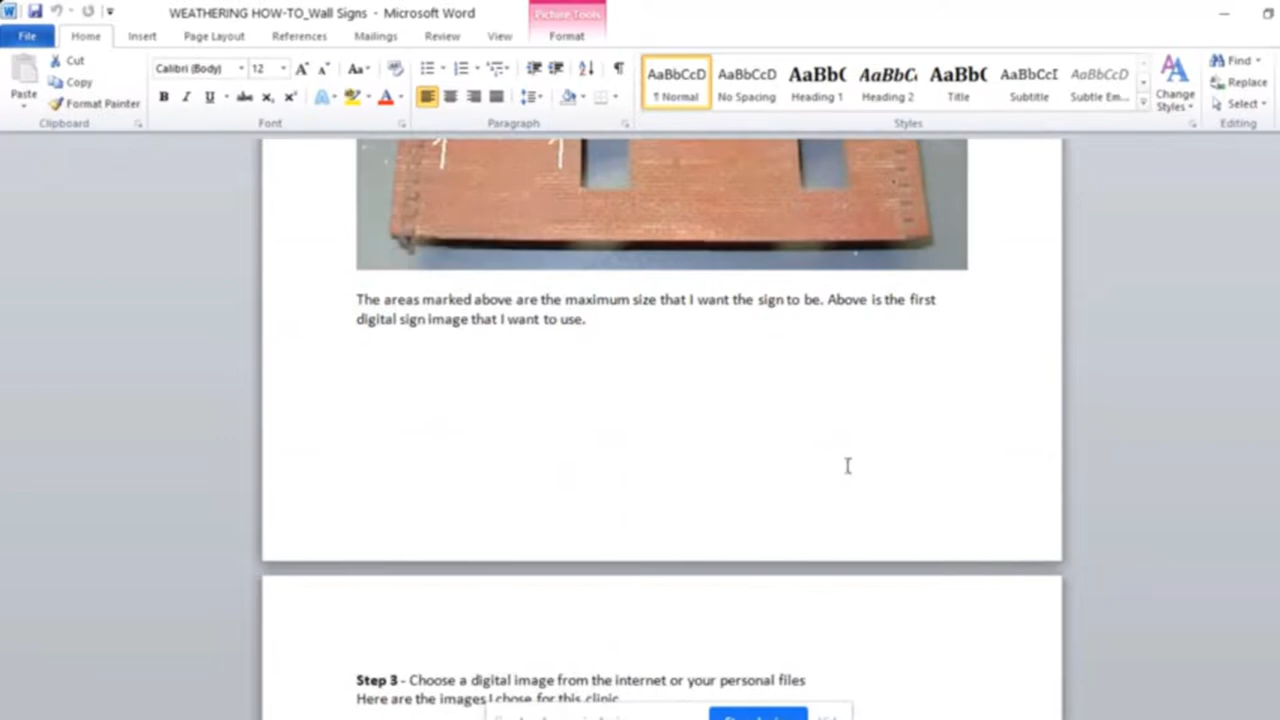 WEATHERING HOW-TO_Wall Signs - Microsoft Word
Picture Tools
File Home Insert Page Layout References Mailings Review View Format
Paste
Cut
Copy
Format Painter
Clipboard
Calibri (Body) 12
Font
Paragraph
AaBbCcD AaBbCcD AaBb( AaBbC AaBb( AaBbCcI AaBbCcD
¶ Normal No Spacing Heading 1 Heading 2 Title Subtitle Subtle Em...
Styles
Change
Styles
Find
Replace
Select
Editing
The areas marked above are the maximum size that I want the sign to be. Above is the first
digital sign image that I want to use.
Step 3 - Choose a digital image from the internet or your personal files
Here are the images I chose for this clinic